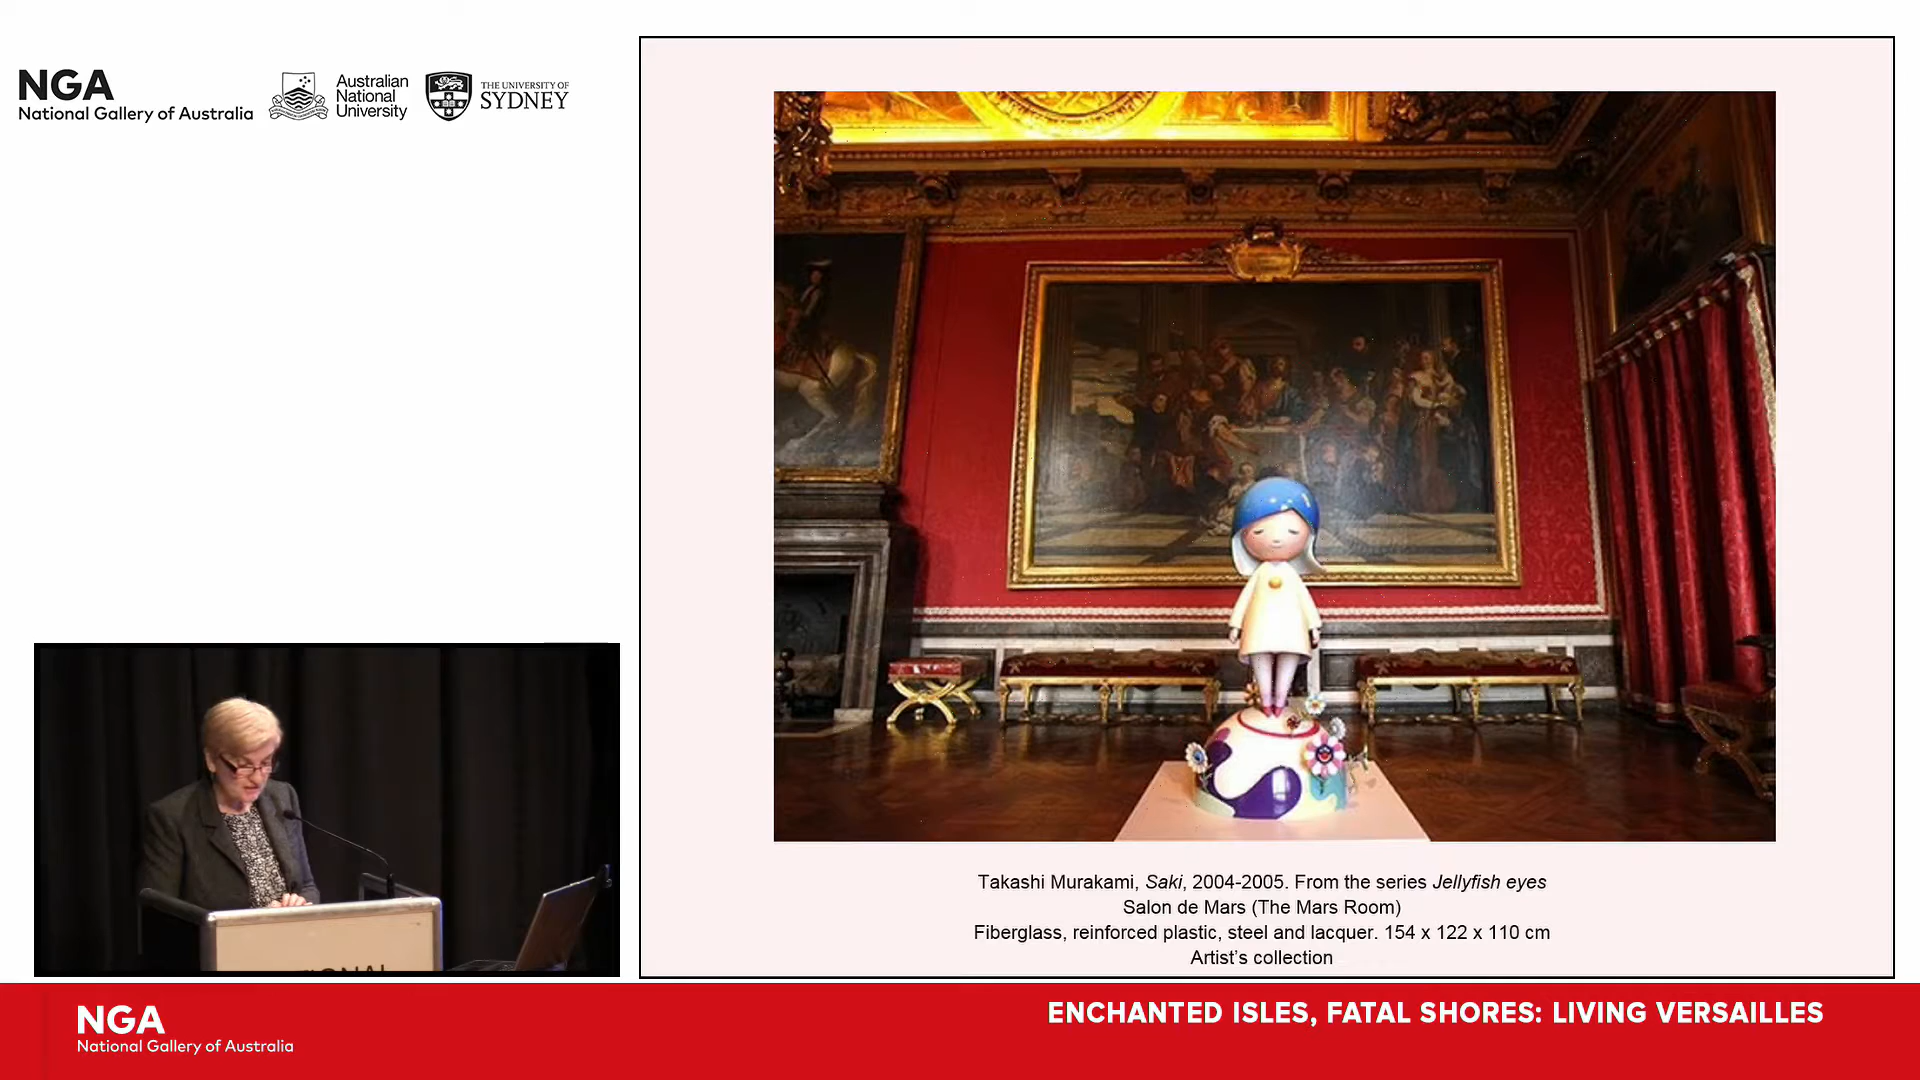 NGA
National Gallery of Australia
Australian
National
University
THE UNIVERSITY OF
SYDNEY
Takashi Murakami, Saki, 2004-2005. From the series Jellyfish eyes
Salon de Mars (The Mars Room)
Fiberglass, reinforced plastic, steel and lacquer. 154 x 122 x 110 cm
Artist's collection
NGA
National Gallery of Australia
ENCHANTED ISLES, FATAL SHORES: LIVING VERSAILLES